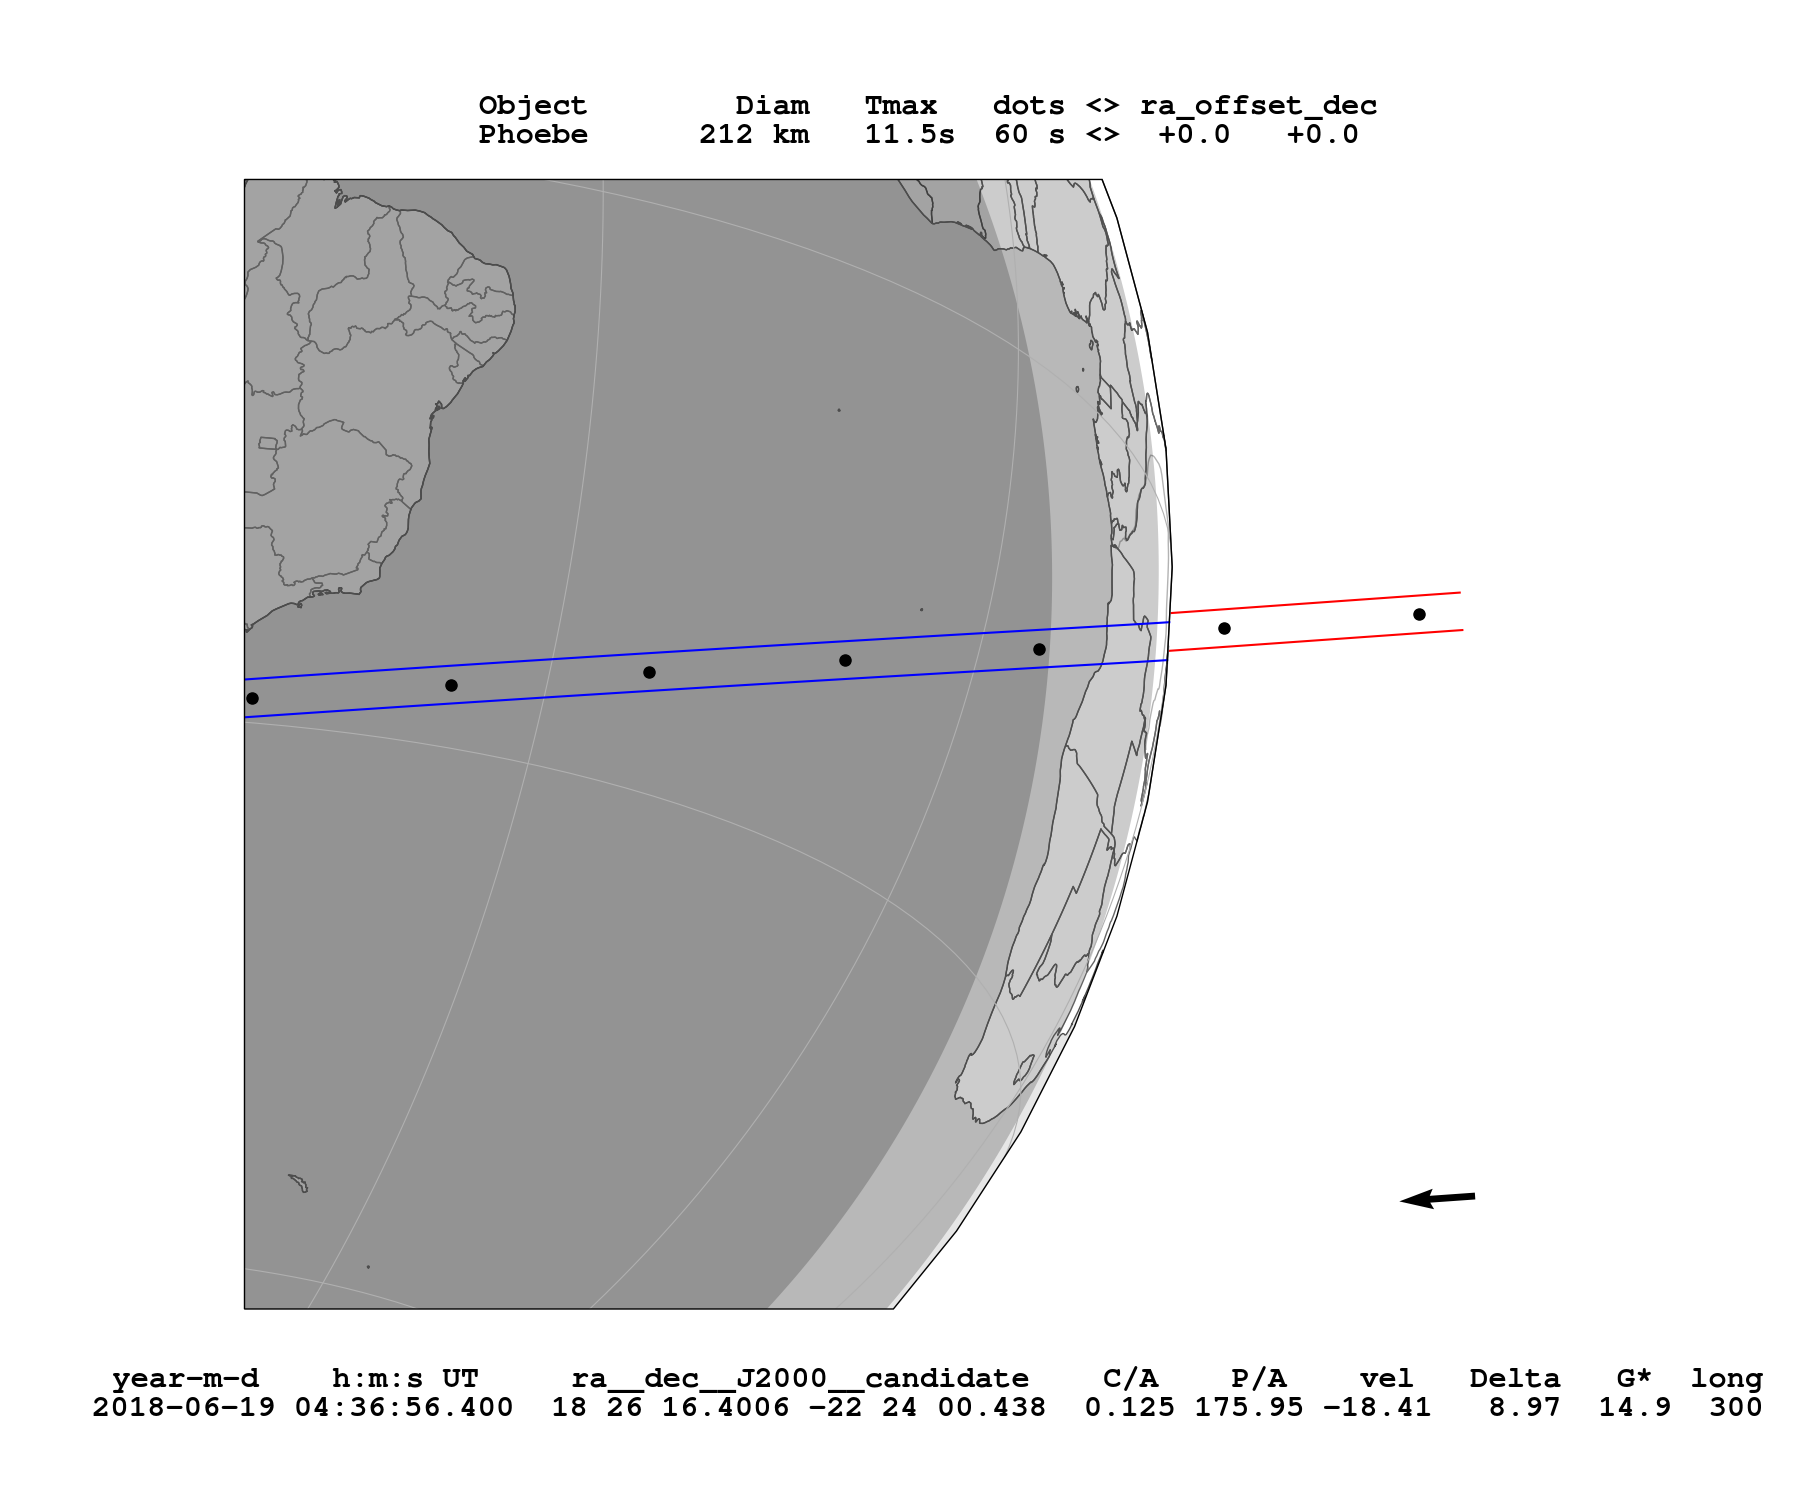 Object Diam Tmax dots <> ra_offset_dec
Phoebe 212 km 11.5s 60 s <> +0.0 +0.0
year-m-d h:m:s UT ra__dec__J2000__candidate C/A P/A vel Delta G* long
2018-06-19 04:36:56.400 18 26 16.4006 -22 24 00.438 0.125 175.95 -18.41 8.97 14.9 300